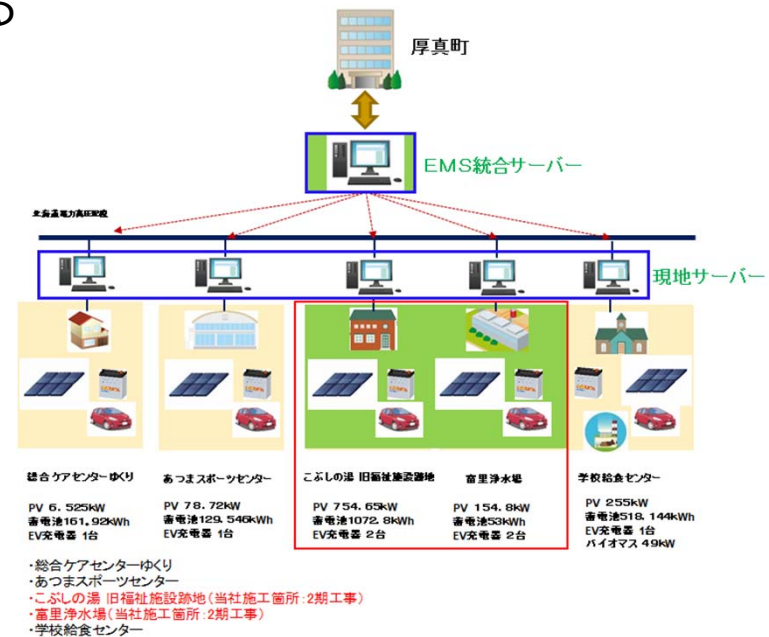 の
厚真町
EMS統合サーバー
北海道電力高圧配電
現地サーバー
総合ケアセンターゆくり
PV 6.525kW
蓄電池161.92kWh
EV充電器 1台
あつまスポーツセンター
PV 78.72kW
蓄電池129.546kWh
EV充電器 1台
こぶしの湯 旧福祉施設跡地
PV 754.65kW
蓄電池1072.8kWh
EV充電器 2台
富里浄水場
PV 154.8kW
蓄電池53kWh
EV充電器 2台
学校給食センター
PV 255kW
蓄電池518.144kWh
EV充電器 1台
バイオマス 49kW
・総合ケアセンターゆくり
・あつまスポーツセンター
・こぶしの湯 旧福祉施設跡地(当社施工箇所:2期工事)
・富里浄水場(当社施工箇所:2期工事)
・学校給食センター